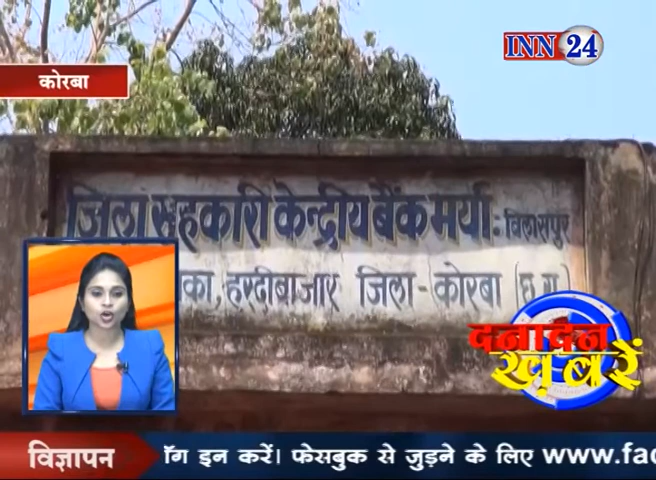 INN 24
कोरबा
जिला सहकारी केन्द्रीय बैंक मर्या: बिलासपुर
हरदीबाजार जिला - कोरबा (छ.ग.)
दनादन
खबरें
विज्ञापन
ॉग इन करें। फेसबुक से जुड़ने के लिए www.fac